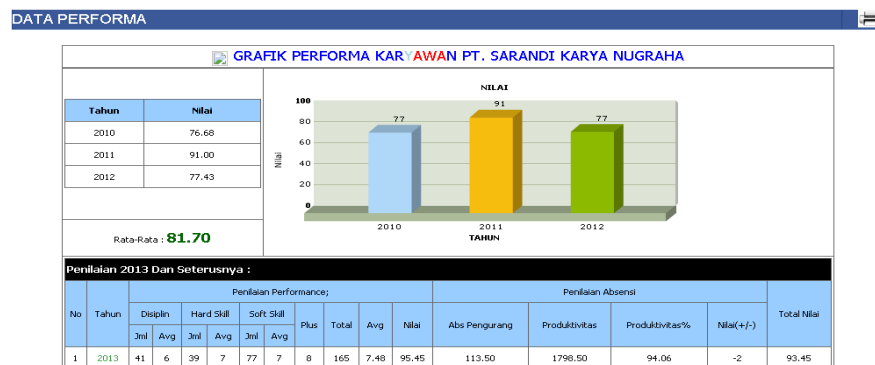 DATA PERFORMA
GRAFIK PERFORMA KARYAWAN PT. SARANDI KARYA NUGRAHA
Tahun Nilai
2010 76.68
2011 91.00
2012 77.43
Rata-Rata : 81.70
NILAI
100
80
60
40
20
0
Nilai
77
91
77
2010 2011 2012
TAHUN
Penilaian 2013 Dan Seterusnya :
No Tahun Penilaian Performance; Penilaian Absensi Total Nilai
Disiplin Hard Skill Soft Skill Plus Total Avg Nilai Abs Pengurang Produktivitas Produktivitas% Nilai(+/-)
Jml Avg Jml Avg Jml Avg
1 2013 41 6 39 7 77 7 8 165 7.48 95.45 113.50 1798.50 94.06 -2 93.45